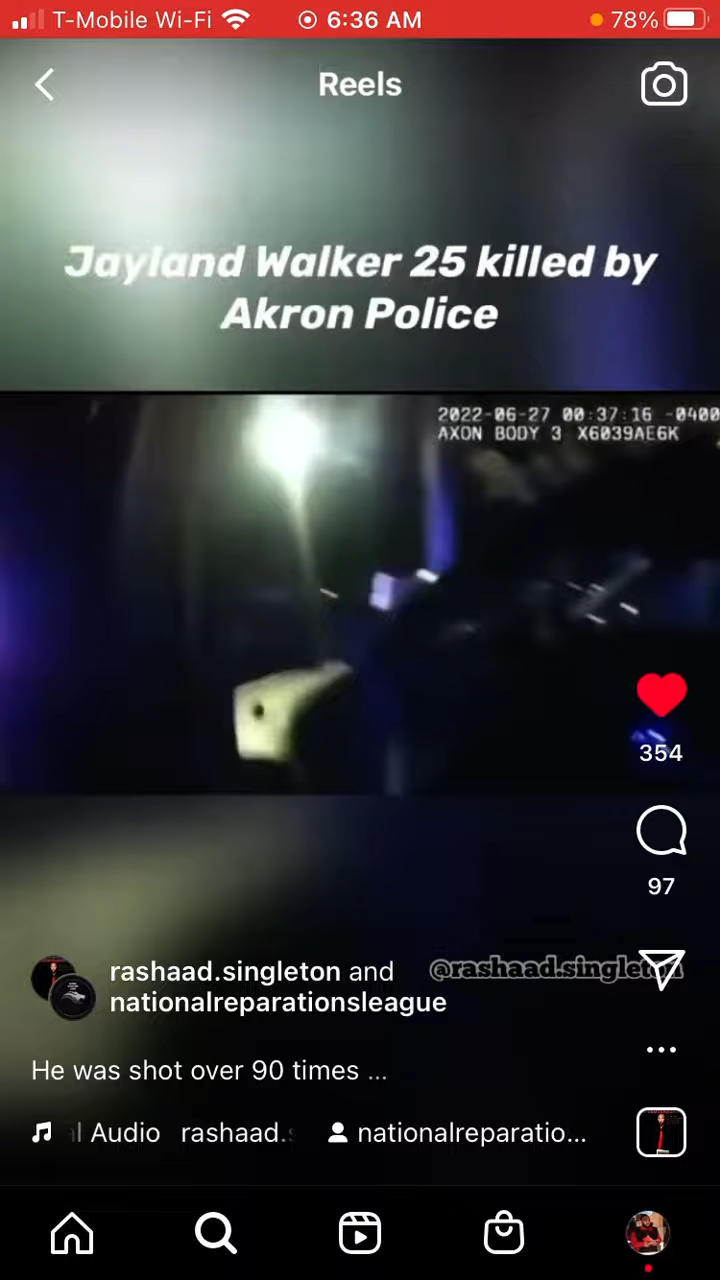 T-Mobile Wi-Fi 6:36 AM 78%
Reels
Jayland Walker 25 killed by
Akron Police
2022-06-27 00:37:16 -0400
AXON BODY 3 X6039AE6K
354
97
rashaad.singleton and
nationalreparationsleague
@rashaad.singleton
He was shot over 90 times ...
l Audio rashaad.s nationalreparatio...